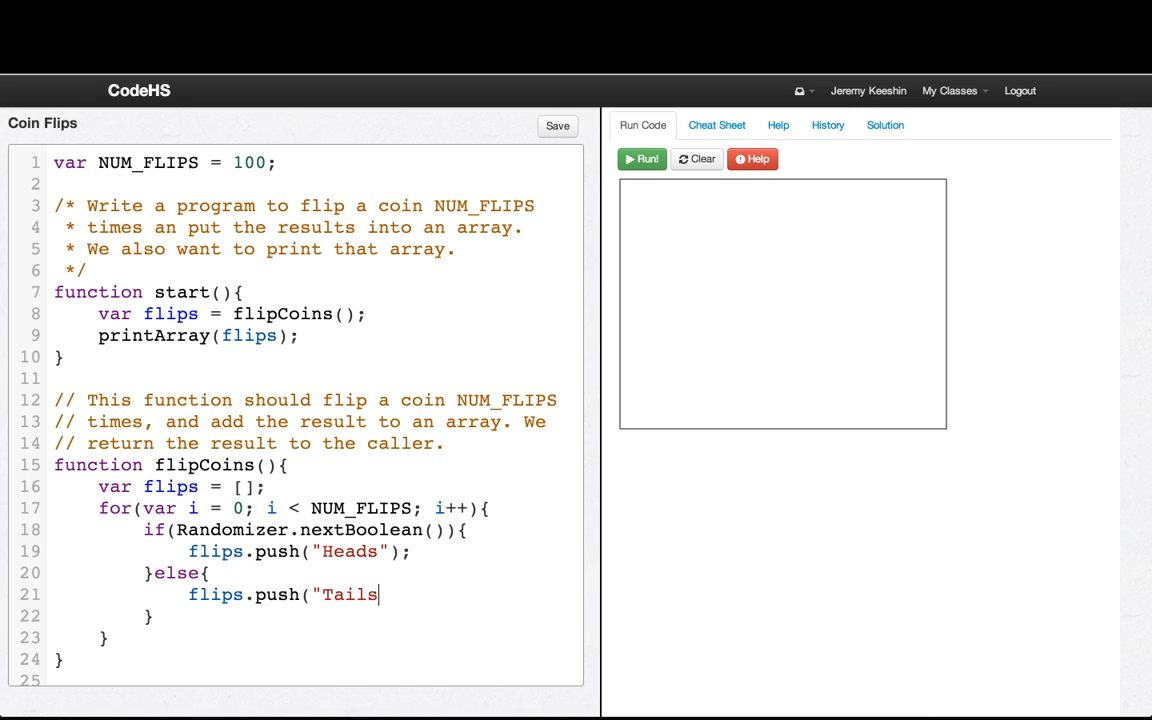 CodeHS
Jeremy Keeshin My Classes Logout
Coin Flips
Save
Run Code Cheat Sheet Help History Solution
Run! Clear Help
1 var NUM_FLIPS = 100;
2
3 /* Write a program to flip a coin NUM_FLIPS
4  * times an put the results into an array.
5  * We also want to print that array.
6  */
7 function start(){
8     var flips = flipCoins();
9     printArray(flips);
10 }
11
12 // This function should flip a coin NUM_FLIPS
13 // times, and add the result to an array. We
14 // return the result to the caller.
15 function flipCoins(){
16     var flips = [];
17     for(var i = 0; i < NUM_FLIPS; i++){
18         if(Randomizer.nextBoolean()){
19             flips.push("Heads");
20         }else{
21             flips.push("Tails
22         }
23     }
24 }
25